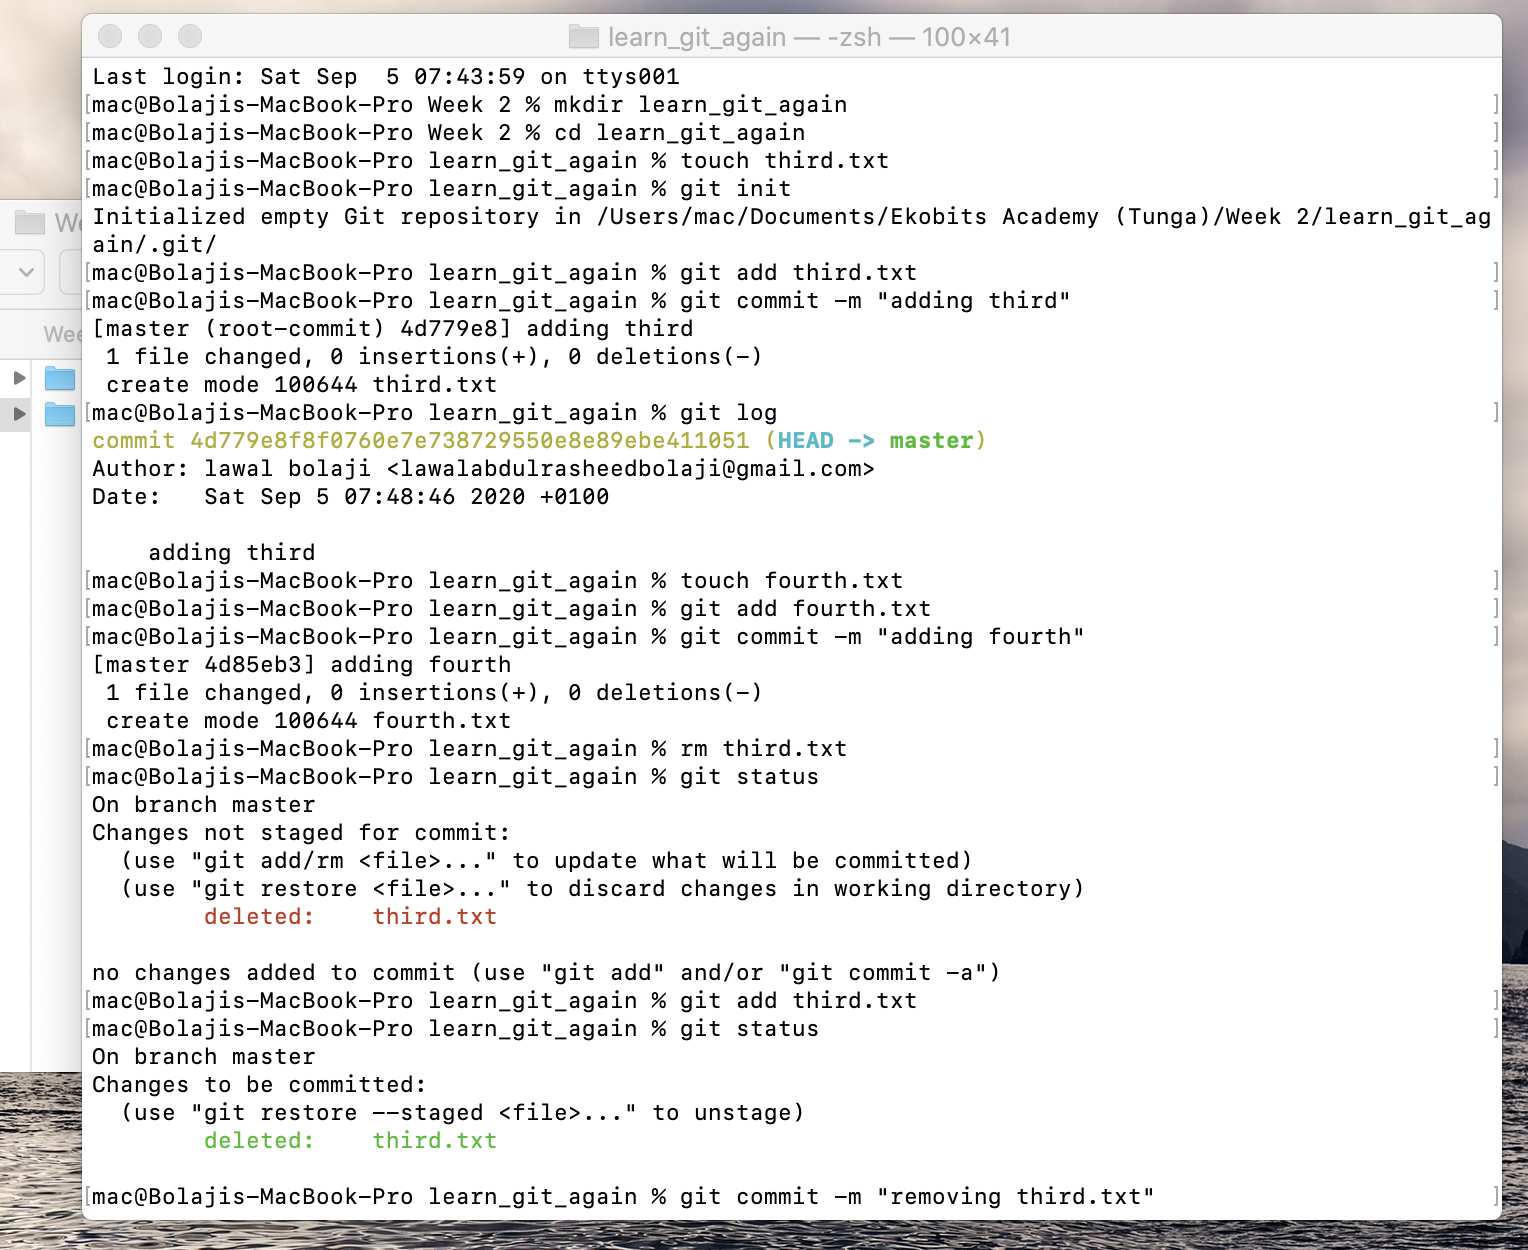 learn_git_again — -zsh — 100×41
Last login: Sat Sep  5 07:43:59 on ttys001
[mac@Bolajis-MacBook-Pro Week 2 % mkdir learn_git_again ]
[mac@Bolajis-MacBook-Pro Week 2 % cd learn_git_again ]
[mac@Bolajis-MacBook-Pro learn_git_again % touch third.txt ]
[mac@Bolajis-MacBook-Pro learn_git_again % git init ]
Initialized empty Git repository in /Users/mac/Documents/Ekobits Academy (Tunga)/Week 2/learn_git_ag
ain/.git/
[mac@Bolajis-MacBook-Pro learn_git_again % git add third.txt ]
[mac@Bolajis-MacBook-Pro learn_git_again % git commit -m "adding third" ]
[master (root-commit) 4d779e8] adding third
 1 file changed, 0 insertions(+), 0 deletions(-)
 create mode 100644 third.txt
[mac@Bolajis-MacBook-Pro learn_git_again % git log ]
commit 4d779e8f8f0760e7e738729550e8e89ebe411051 (HEAD -> master)
Author: lawal bolaji <lawalabdulrasheedbolaji@gmail.com>
Date:   Sat Sep 5 07:48:46 2020 +0100
    adding third
[mac@Bolajis-MacBook-Pro learn_git_again % touch fourth.txt ]
[mac@Bolajis-MacBook-Pro learn_git_again % git add fourth.txt ]
[mac@Bolajis-MacBook-Pro learn_git_again % git commit -m "adding fourth" ]
[master 4d85eb3] adding fourth
 1 file changed, 0 insertions(+), 0 deletions(-)
 create mode 100644 fourth.txt
[mac@Bolajis-MacBook-Pro learn_git_again % rm third.txt ]
[mac@Bolajis-MacBook-Pro learn_git_again % git status ]
On branch master
Changes not staged for commit:
  (use "git add/rm <file>..." to update what will be committed)
  (use "git restore <file>..." to discard changes in working directory)
        deleted:    third.txt
no changes added to commit (use "git add" and/or "git commit -a")
[mac@Bolajis-MacBook-Pro learn_git_again % git add third.txt ]
[mac@Bolajis-MacBook-Pro learn_git_again % git status ]
On branch master
Changes to be committed:
  (use "git restore --staged <file>..." to unstage)
        deleted:    third.txt
[mac@Bolajis-MacBook-Pro learn_git_again % git commit -m "removing third.txt" ]